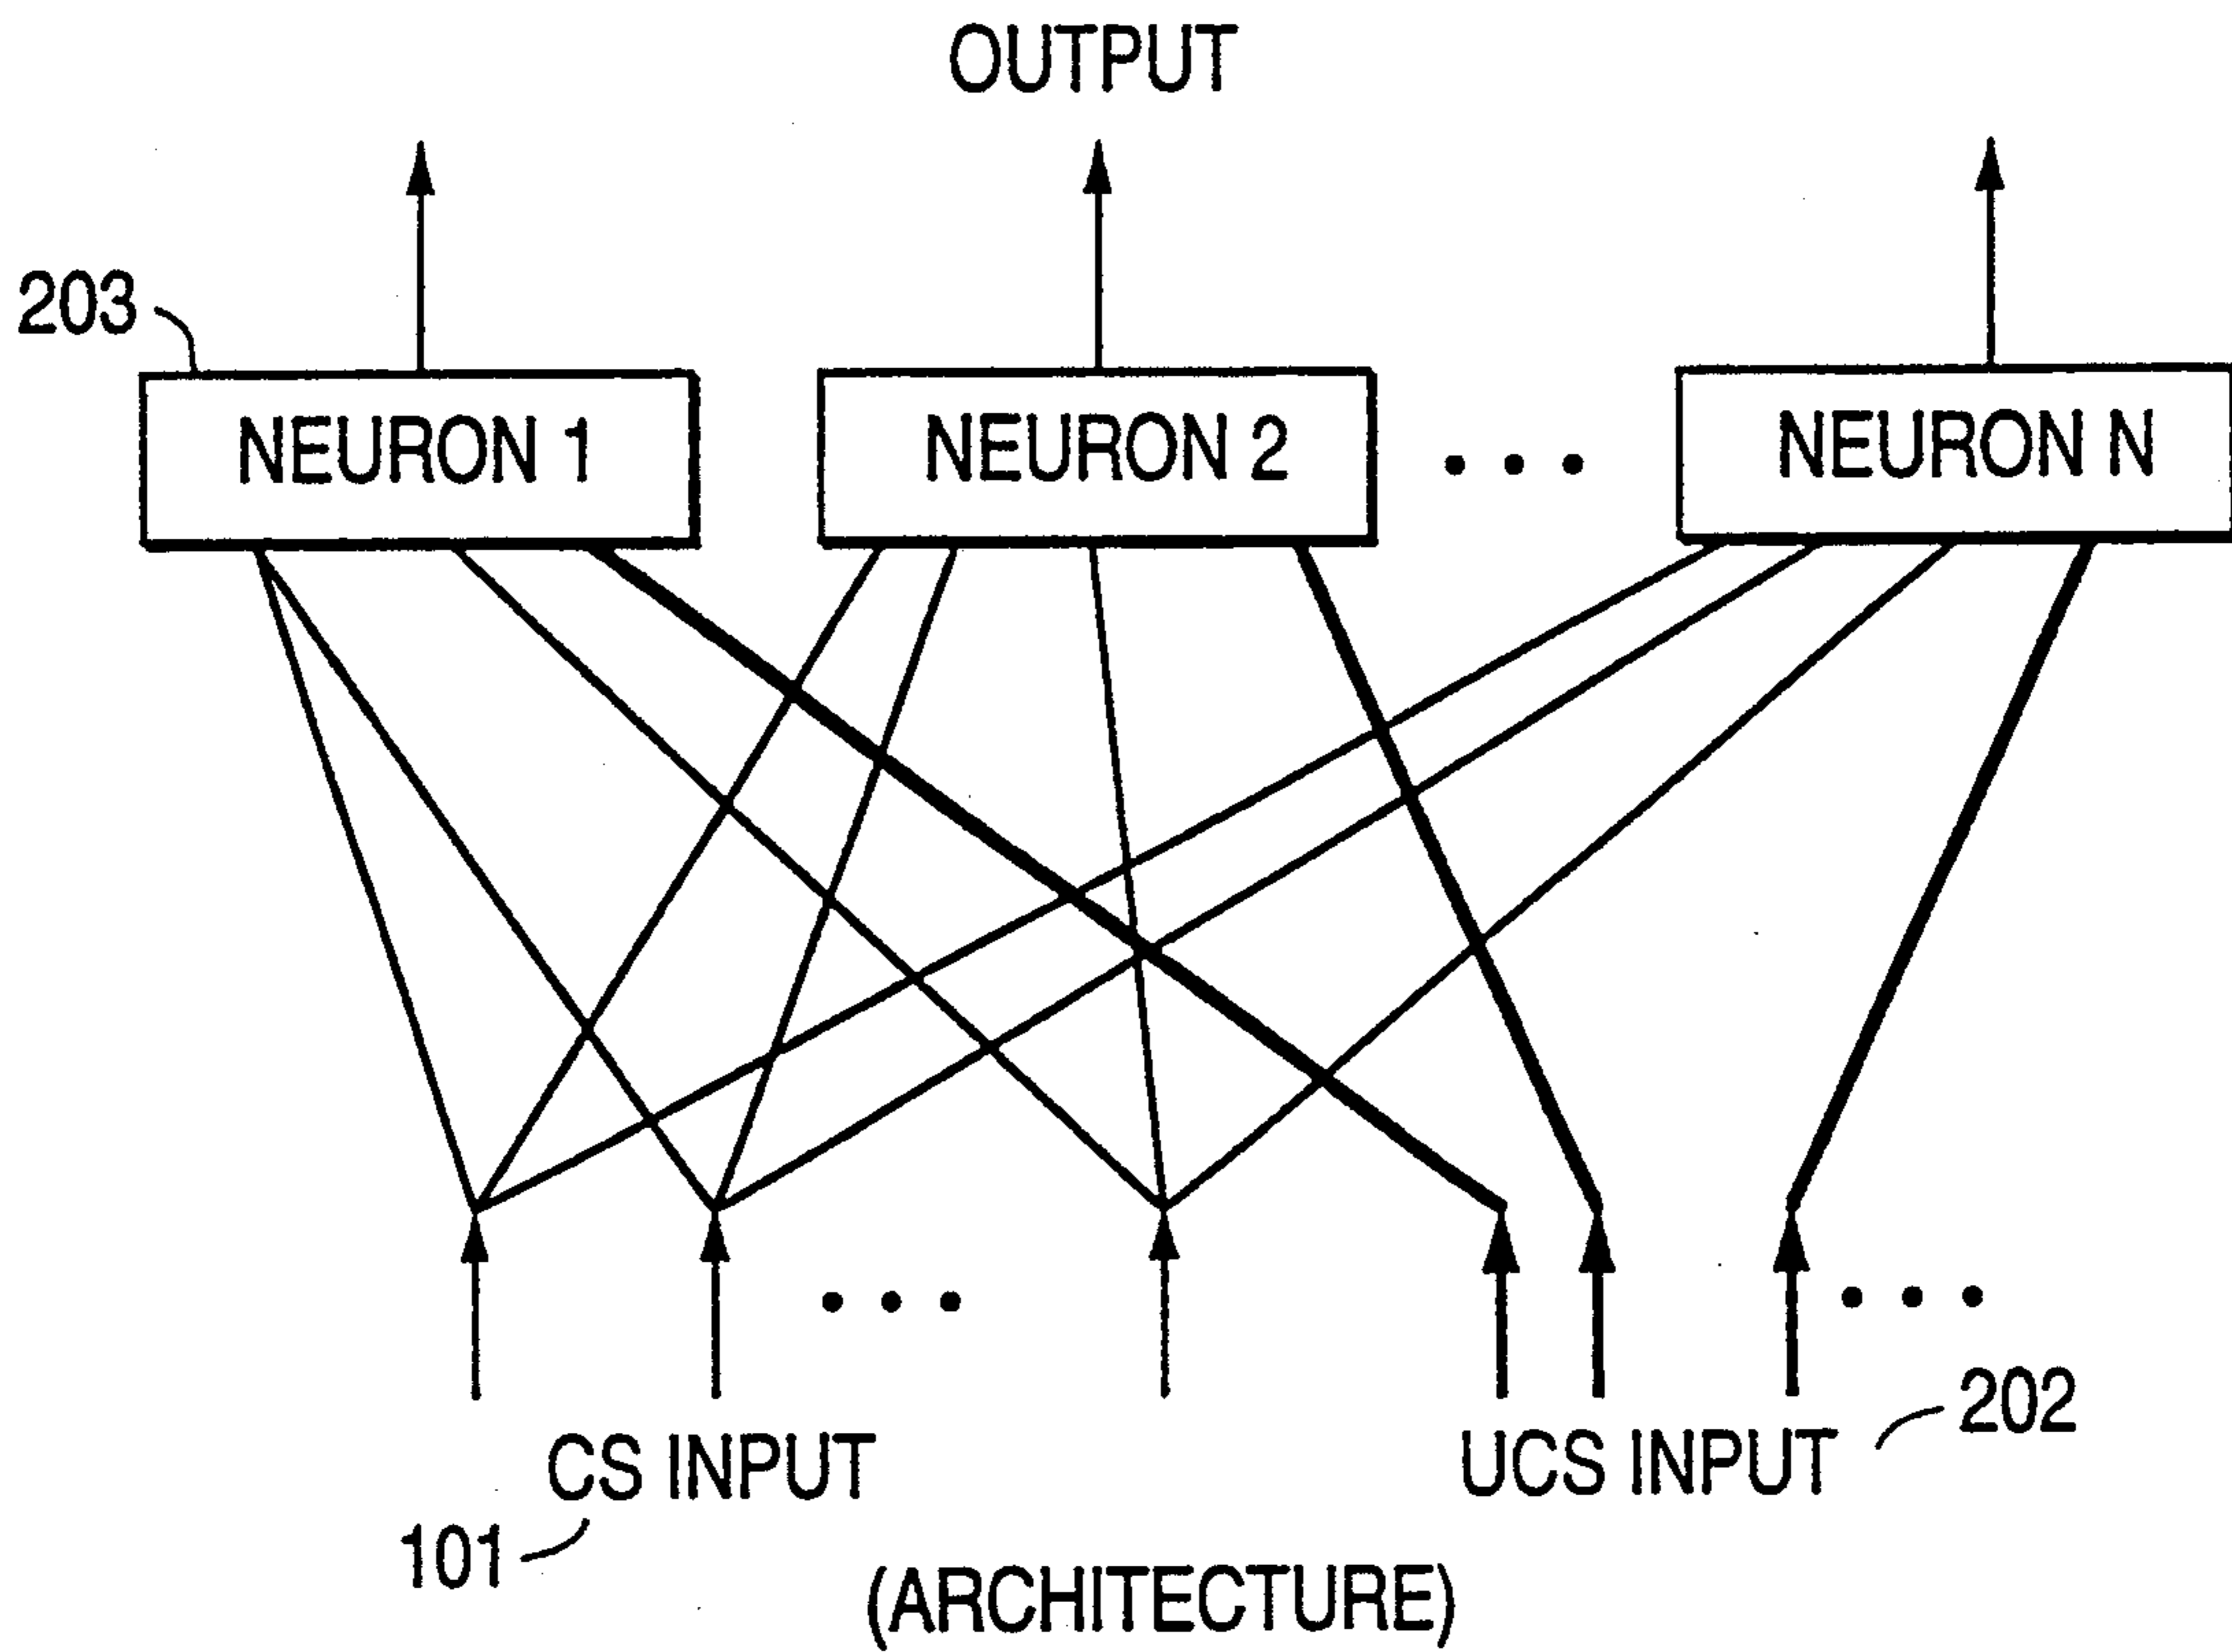 OUTPUT
203
NEURON 1
NEURON 2
• • •
NEURON N
• • •
• • •
CS INPUT
UCS INPUT
202
101
(ARCHITECTURE)